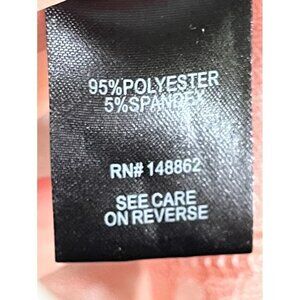 95%POLYESTER
5%SPANDEX
RN# 148862
SEE CARE
ON REVERSE